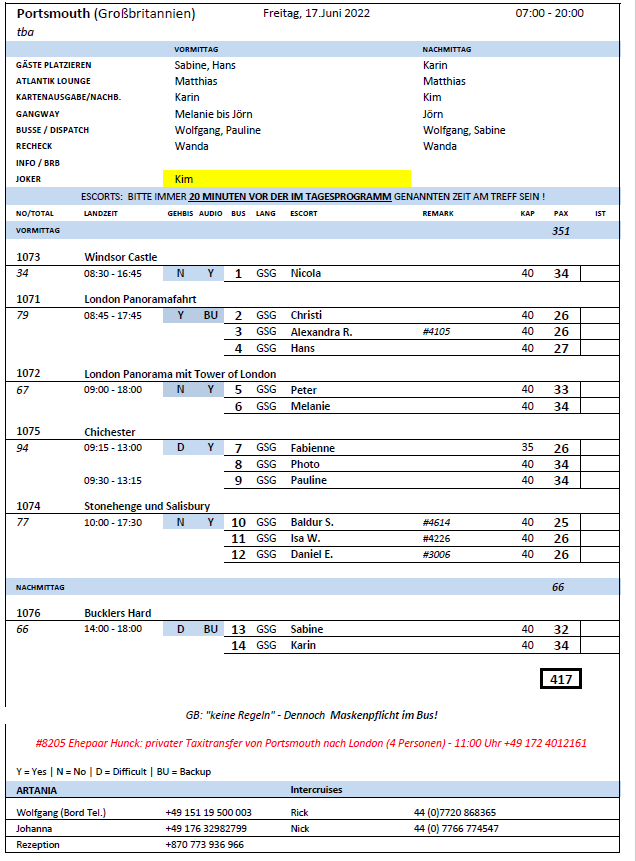 Portsmouth (Großbritannien) Freitag, 17.Juni 2022 07:00 - 20:00
tba
VORMITTAG NACHMITTAG
GÄSTE PLATZIEREN Sabine, Hans Karin
ATLANTIK LOUNGE Matthias Matthias
KARTENAUSGABE/NACHB. Karin Kim
GANGWAY Melanie bis Jörn Jörn
BUSSE / DISPATCH Wolfgang, Pauline Wolfgang, Sabine
RECHECK Wanda Wanda
INFO / BRB
JOKER Kim
ESCORTS: BITTE IMMER 20 MINUTEN VOR DER IM TAGESPROGRAMM GENANNTEN ZEIT AM TREFF SEIN !
NO/TOTAL LANDZEIT GEHBIS AUDIO BUS LANG ESCORT REMARK KAP PAX IST
VORMITTAG 351
1073 Windsor Castle
34 08:30 - 16:45 N Y 1 GSG Nicola 40 34
1071 London Panoramafahrt
79 08:45 - 17:45 Y BU 2 GSG Christi 40 26
3 GSG Alexandra R. #4105 40 26
4 GSG Hans 40 27
1072 London Panorama mit Tower of London
67 09:00 - 18:00 N Y 5 GSG Peter 40 33
6 GSG Melanie 40 34
1075 Chichester
94 09:15 - 13:00 D Y 7 GSG Fabienne 35 26
8 GSG Photo 40 34
09:30 - 13:15 9 GSG Pauline 40 34
1074 Stonehenge und Salisbury
77 10:00 - 17:30 N Y 10 GSG Baldur S. #4614 40 25
11 GSG Isa W. #4226 40 26
12 GSG Daniel E. #3006 40 26
NACHMITTAG 66
1076 Bucklers Hard
66 14:00 - 18:00 D BU 13 GSG Sabine 40 32
14 GSG Karin 40 34
417
GB: "keine Regeln" - Dennoch Maskenpflicht im Bus!
#8205 Ehepaar Hunck: privater Taxitransfer von Portsmouth nach London (4 Personen) - 11:00 Uhr +49 172 4012161
Y = Yes | N = No | D = Difficult | BU = Backup
ARTANIA Intercruises
Wolfgang (Bord Tel.) +49 151 19 500 003 Rick 44 (0)7720 868365
Johanna +49 176 32982799 Nick 44 (0) 7766 774547
Rezeption +870 773 936 966